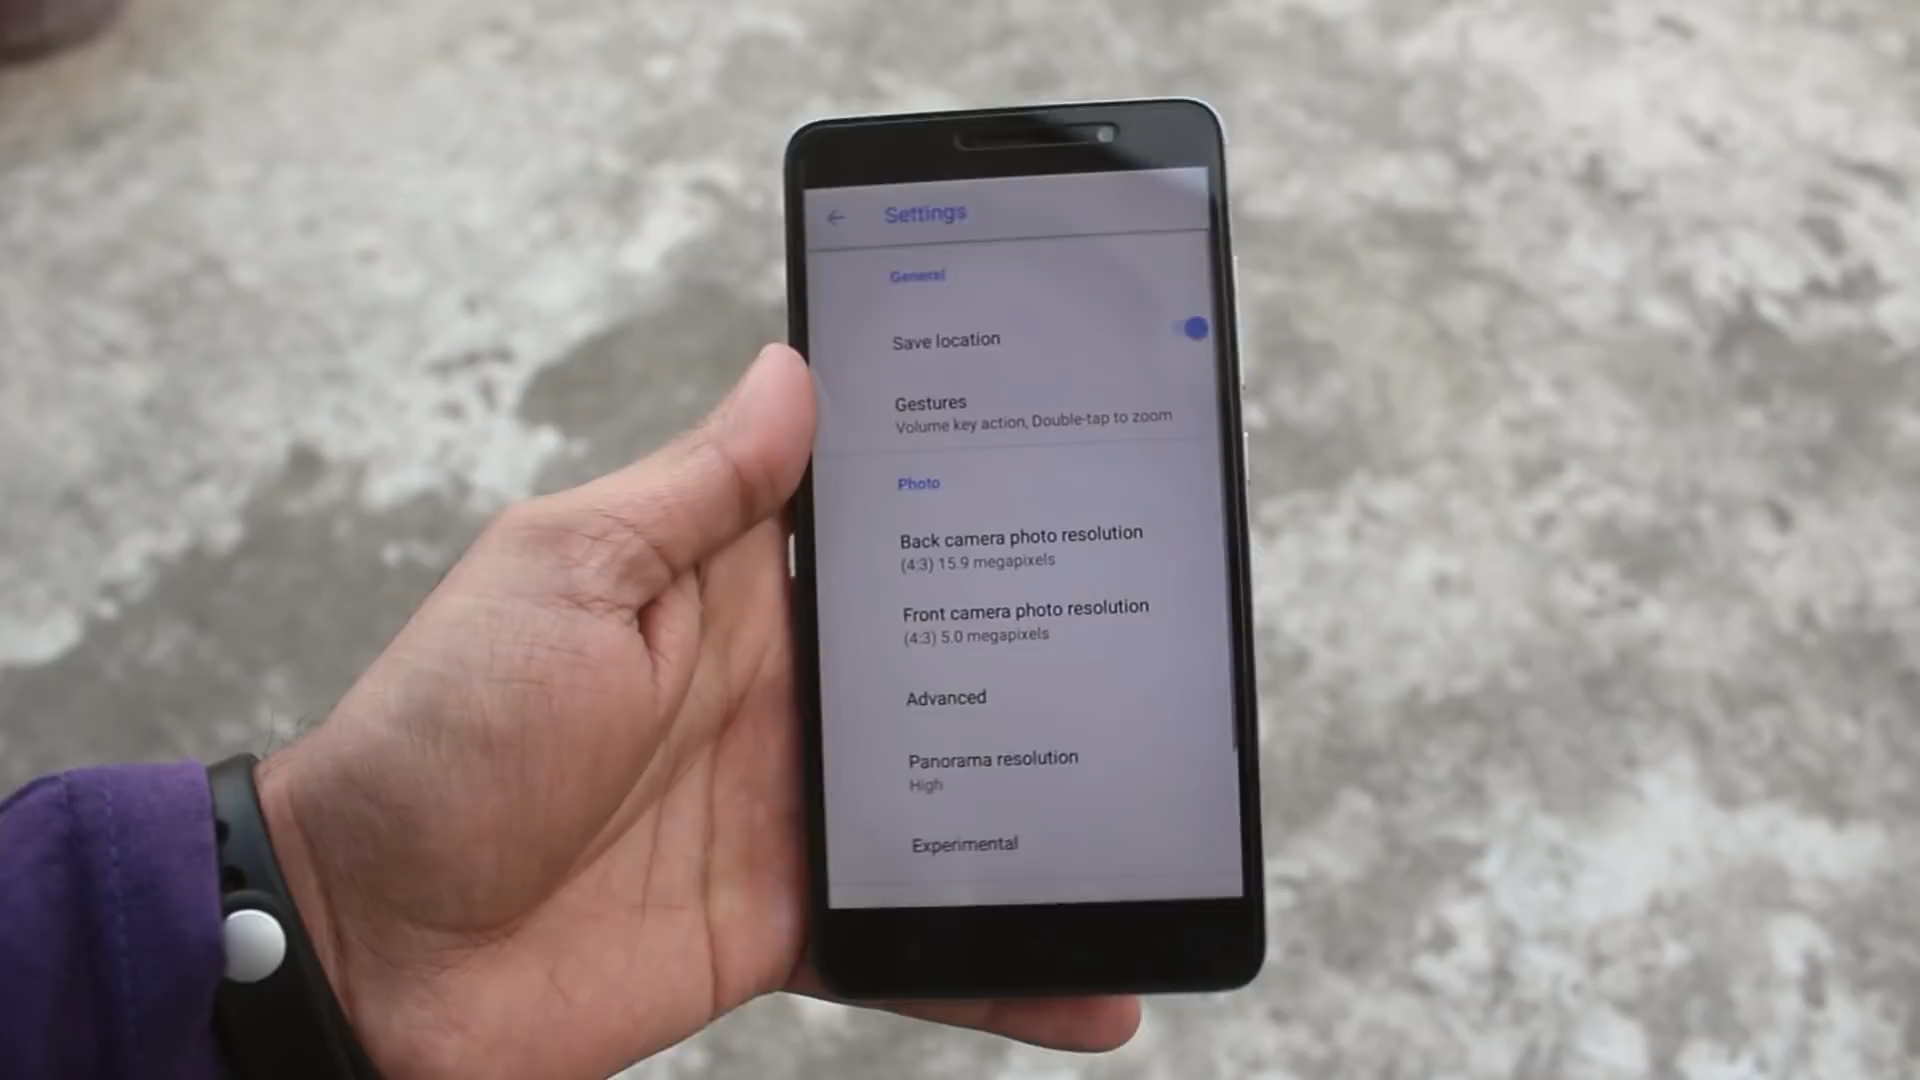 Settings
General
Save location
Gestures
Volume key action, Double-tap to zoom
Photo
Back camera photo resolution
(4:3) 15.9 megapixels
Front camera photo resolution
(4:3) 5.0 megapixels
Advanced
Panorama resolution
High
Experimental